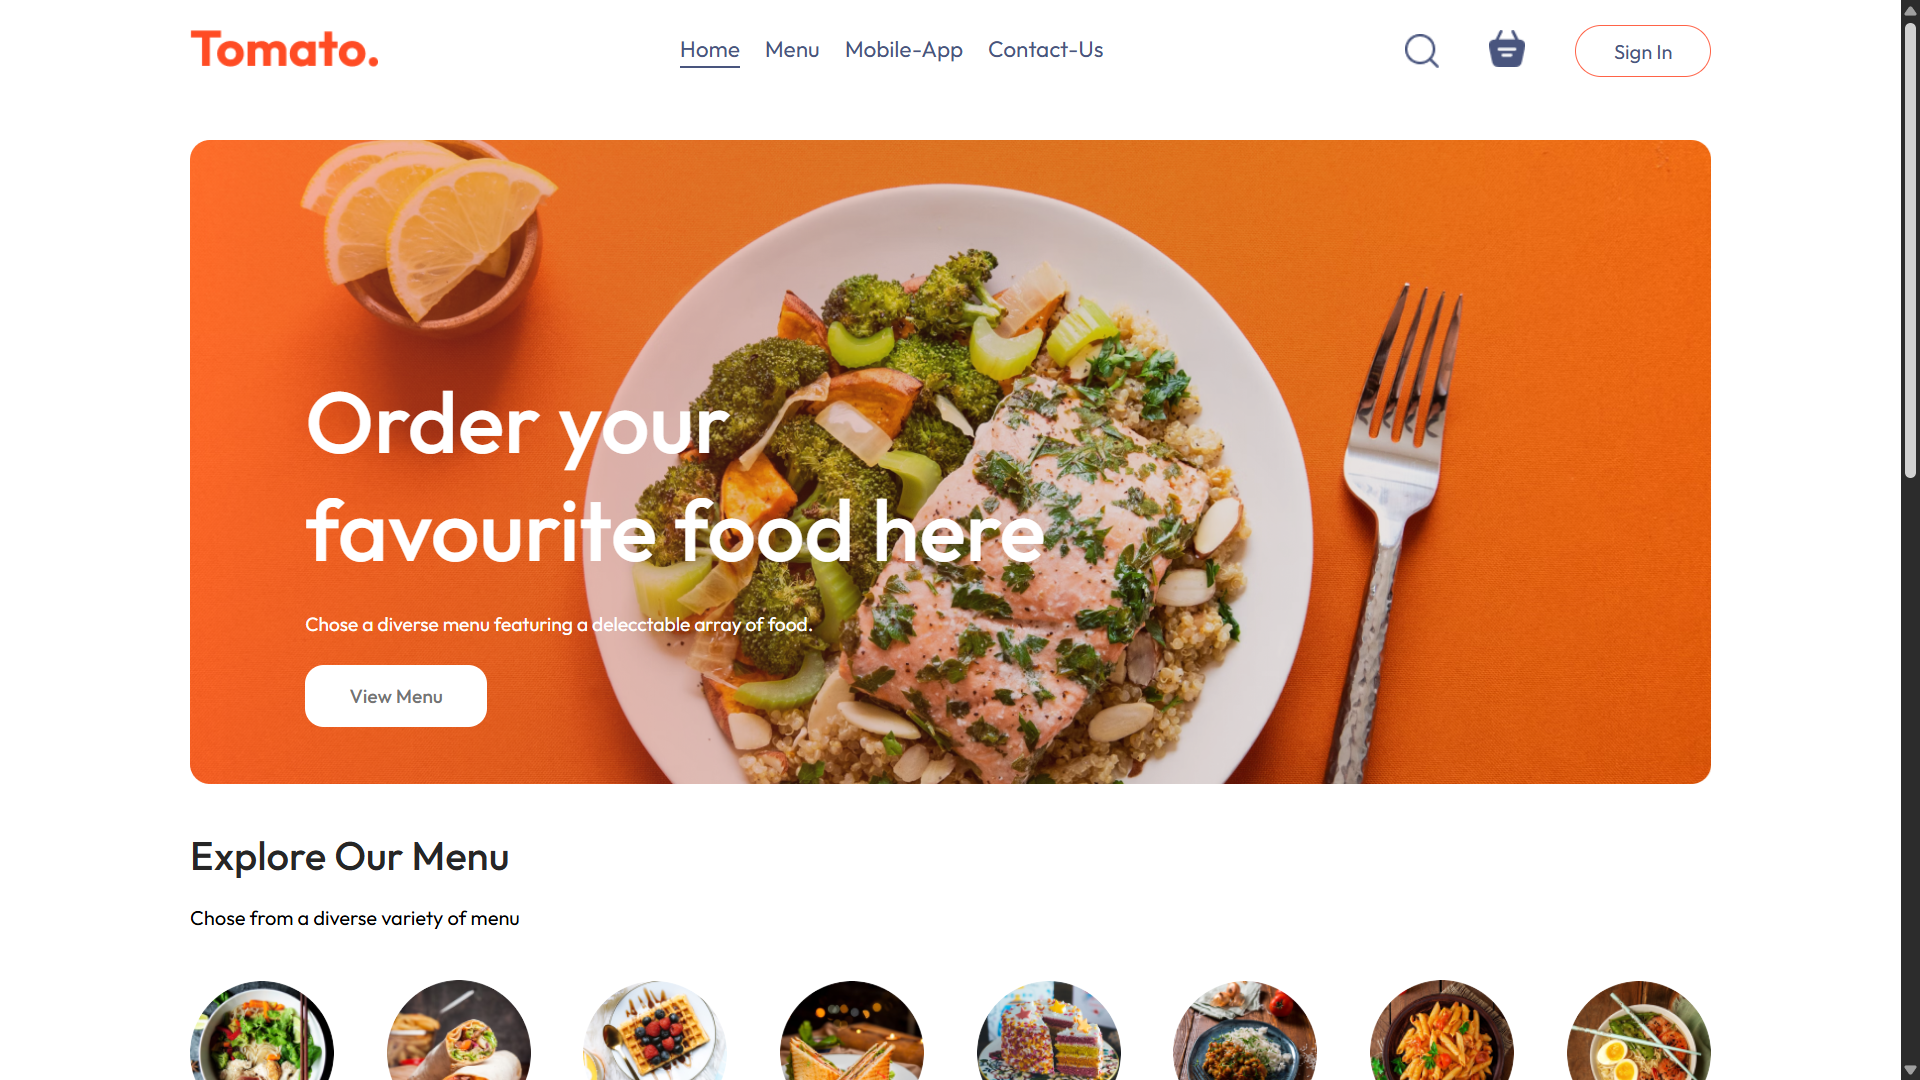 Tomato.
Home Menu Mobile-App Contact-Us
Sign In
Order your
favourite food here
Chose a diverse menu featuring a delecctable array of food.
View Menu
Explore Our Menu
Chose from a diverse variety of menu